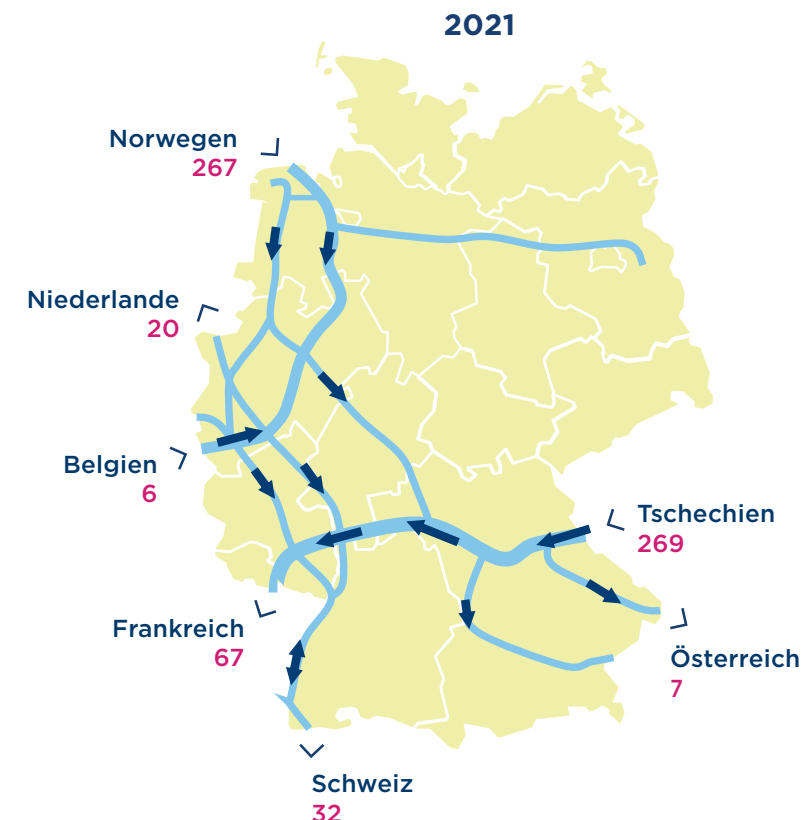 2021
Norwegen
267
Niederlande
20
Belgien
6
Tschechien
269
Frankreich
67
Österreich
7
Schweiz
32